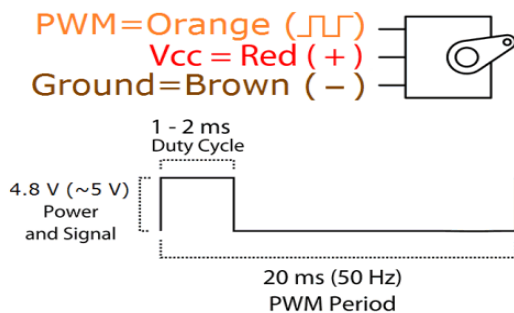 PWM=Orange (⎍⎍)
Vcc = Red ( + )
Ground=Brown ( − )
1 - 2 ms
Duty Cycle
4.8 V (~5 V)
Power
and Signal
20 ms (50 Hz)
PWM Period